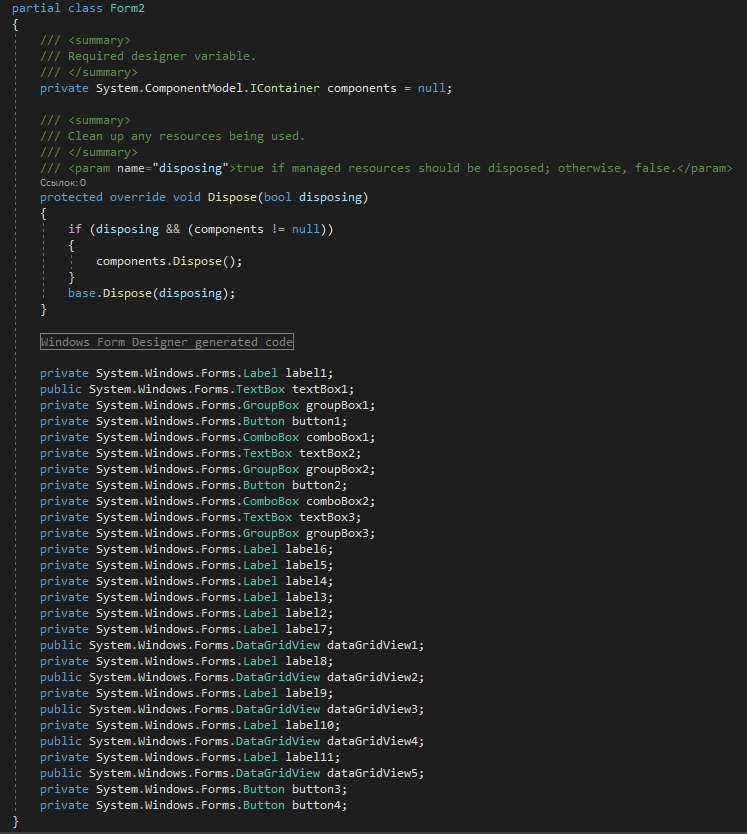 partial class Form2
{
/// <summary>
/// Required designer variable.
/// </summary>
private System.ComponentModel.IContainer components = null;
/// <summary>
/// Clean up any resources being used.
/// </summary>
/// <param name="disposing">true if managed resources should be disposed; otherwise, false.</param>
Ссылок: 0
protected override void Dispose(bool disposing)
{
if (disposing && (components != null))
{
components.Dispose();
}
base.Dispose(disposing);
}
Windows Form Designer generated code
private System.Windows.Forms.Label label1;
public System.Windows.Forms.TextBox textBox1;
private System.Windows.Forms.GroupBox groupBox1;
private System.Windows.Forms.Button button1;
private System.Windows.Forms.ComboBox comboBox1;
private System.Windows.Forms.TextBox textBox2;
private System.Windows.Forms.GroupBox groupBox2;
private System.Windows.Forms.Button button2;
private System.Windows.Forms.ComboBox comboBox2;
private System.Windows.Forms.TextBox textBox3;
private System.Windows.Forms.GroupBox groupBox3;
private System.Windows.Forms.Label label6;
private System.Windows.Forms.Label label5;
private System.Windows.Forms.Label label4;
private System.Windows.Forms.Label label3;
private System.Windows.Forms.Label label2;
private System.Windows.Forms.Label label7;
public System.Windows.Forms.DataGridView dataGridView1;
private System.Windows.Forms.Label label8;
public System.Windows.Forms.DataGridView dataGridView2;
private System.Windows.Forms.Label label9;
public System.Windows.Forms.DataGridView dataGridView3;
private System.Windows.Forms.Label label10;
public System.Windows.Forms.DataGridView dataGridView4;
private System.Windows.Forms.Label label11;
public System.Windows.Forms.DataGridView dataGridView5;
private System.Windows.Forms.Button button3;
private System.Windows.Forms.Button button4;
}